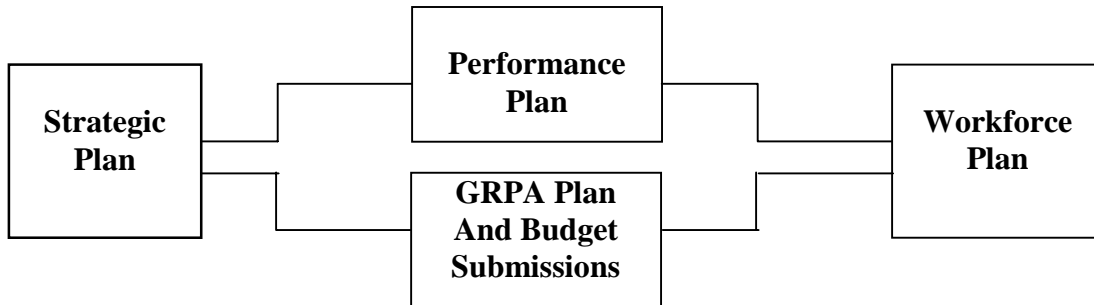 Strategic
Plan
Performance
Plan
GRPA Plan
And Budget
Submissions
Workforce
Plan